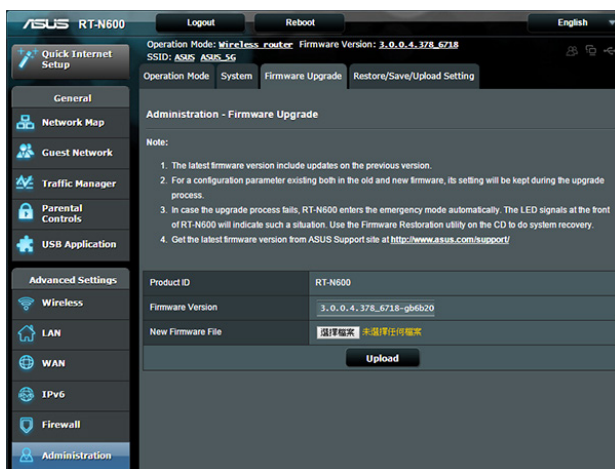 ASUS RT-N600
Logout
Reboot
English
Quick Internet
Setup
Operation Mode: Wireless router Firmware Version: 3.0.0.4.378_6718
SSID: ASUS ASUS_5G
Operation Mode
System
Firmware Upgrade
Restore/Save/Upload Setting
General
Network Map
Guest Network
Traffic Manager
Parental
Controls
USB Application
Advanced Settings
Wireless
LAN
WAN
IPv6
Firewall
Administration
Administration - Firmware Upgrade
Note:
1. The latest firmware version include updates on the previous version.
2. For a configuration parameter existing both in the old and new firmware, its setting will be kept during the upgrade
process.
3. In case the upgrade process fails, RT-N600 enters the emergency mode automatically. The LED signals at the front
of RT-N600 will indicate such a situation. Use the Firmware Restoration utility on the CD to do system recovery.
4. Get the latest firmware version from ASUS Support site at http://www.asus.com/support/
Product ID RT-N600
Firmware Version 3.0.0.4.378_6718-gb6b20
New Firmware File 選擇檔案 未選擇任何檔案
Upload